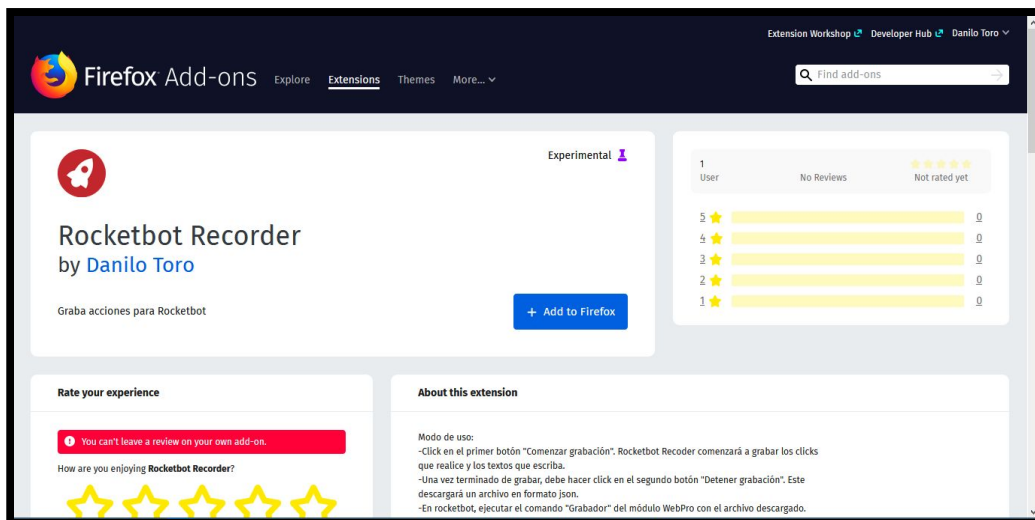 Extension Workshop Developer Hub Danilo Toro
Firefox Add-ons Explore Extensions Themes More... Find add-ons
Experimental
Rocketbot Recorder
by Danilo Toro
Graba acciones para Rocketbot
+ Add to Firefox
1
User No Reviews Not rated yet
5 0
4 0
3 0
2 0
1 0
Rate your experience
You can't leave a review on your own add-on.
How are you enjoying Rocketbot Recorder?
About this extension
Modo de uso:
-Click en el primer botón "Comenzar grabación". Rocketbot Recoder comenzará a grabar los clicks
que realice y los textos que escriba.
-Una vez terminado de grabar, debe hacer click en el segundo botón "Detener grabación". Este
descargará un archivo en formato json.
-En rocketbot, ejecutar el comando "Grabador" del módulo WebPro con el archivo descargado.